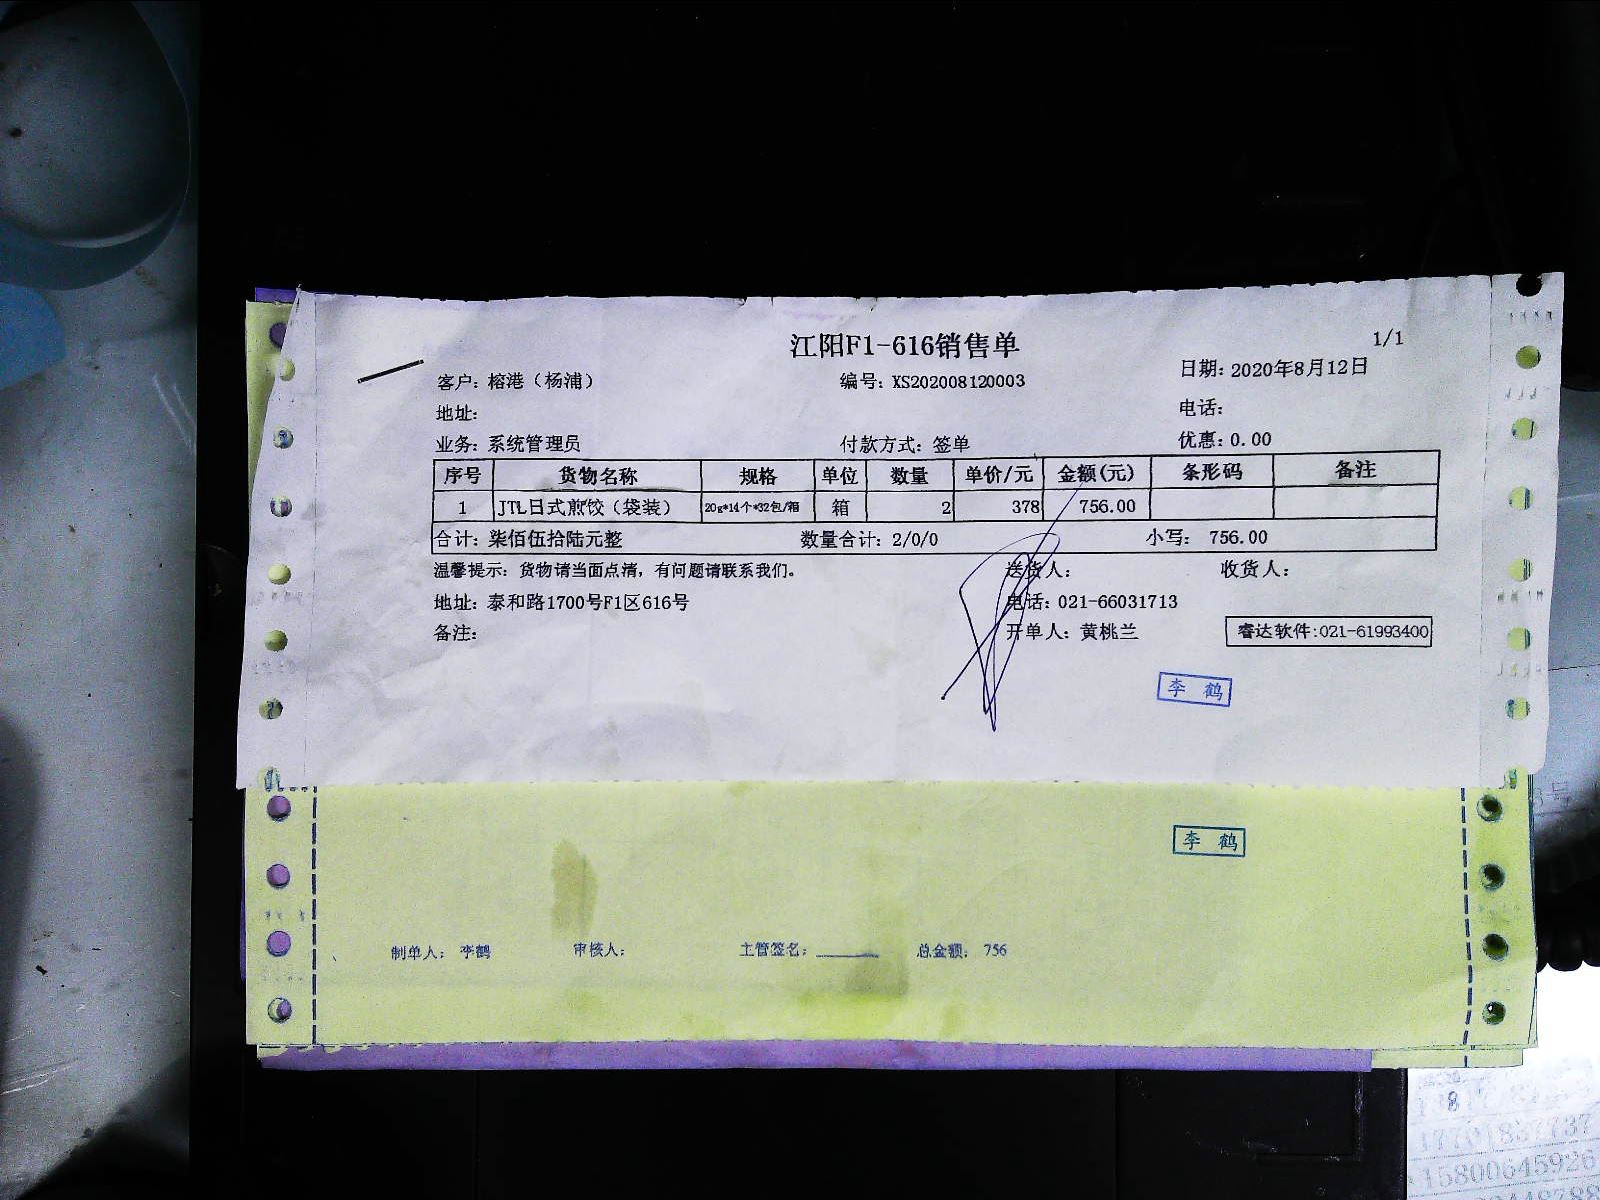 江阳F1-616销售单
1/1
客户：榕港（杨浦）
编号：XS202008120003
日期：2020年8月12日
地址：
电话：
业务：系统管理员
付款方式：签单
优惠：0.00
序号 货物名称 规格 单位 数量 单价/元 金额(元) 条形码 备注
1 JTL日式煎饺（袋装） 20g*14个*32包/箱 箱 2 378 756.00
合计：柒佰伍拾陆元整 数量合计：2/0/0 小写： 756.00
温馨提示：货物请当面点清，有问题请联系我们。
送货人：
收货人：
地址：泰和路1700号F1区616号
电话：021-66031713
备注：
开单人：黄桃兰
睿达软件:021-61993400
李 鹤
李 鹤
制单人： 李鹤 审核人： 主管签名： 总金额： 756
15800645926